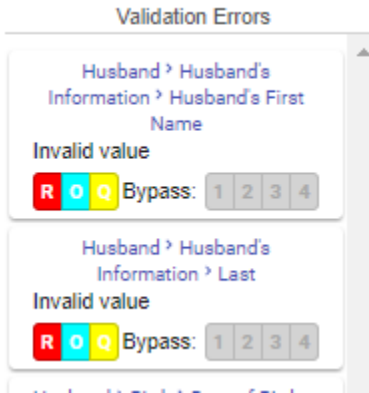 Validation Errors
Husband > Husband's
Information > Husband's First
Name
Invalid value
R O Q Bypass: 1 2 3 4
Husband > Husband's
Information > Last
Invalid value
R O Q Bypass: 1 2 3 4